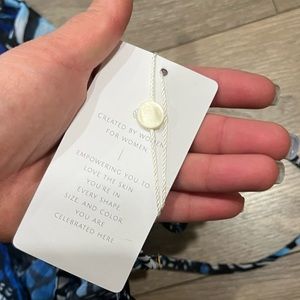 CREATED BY WOMEN
FOR WOMEN
EMPOWERING YOU TO
LOVE THE SKIN
YOU'RE IN
EVERY SHAPE,
SIZE, AND COLOR.
YOU ARE
CELEBRATED HERE